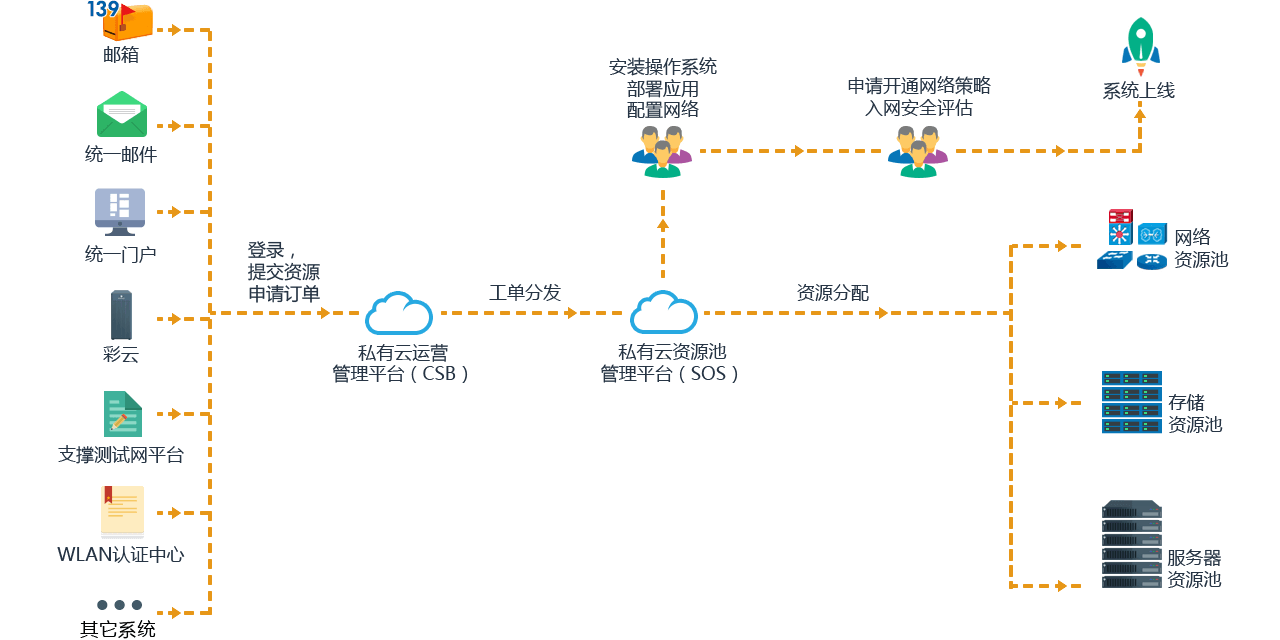 139
邮箱
统一邮件
统一门户
彩云
支撑测试网平台
WLAN认证中心
其它系统
登录，
提交资源
申请订单
私有云运营
管理平台（CSB）
工单分发
私有云资源池
管理平台（SOS）
安装操作系统
部署应用
配置网络
申请开通网络策略
入网安全评估
系统上线
资源分配
网络
资源池
存储
资源池
服务器
资源池